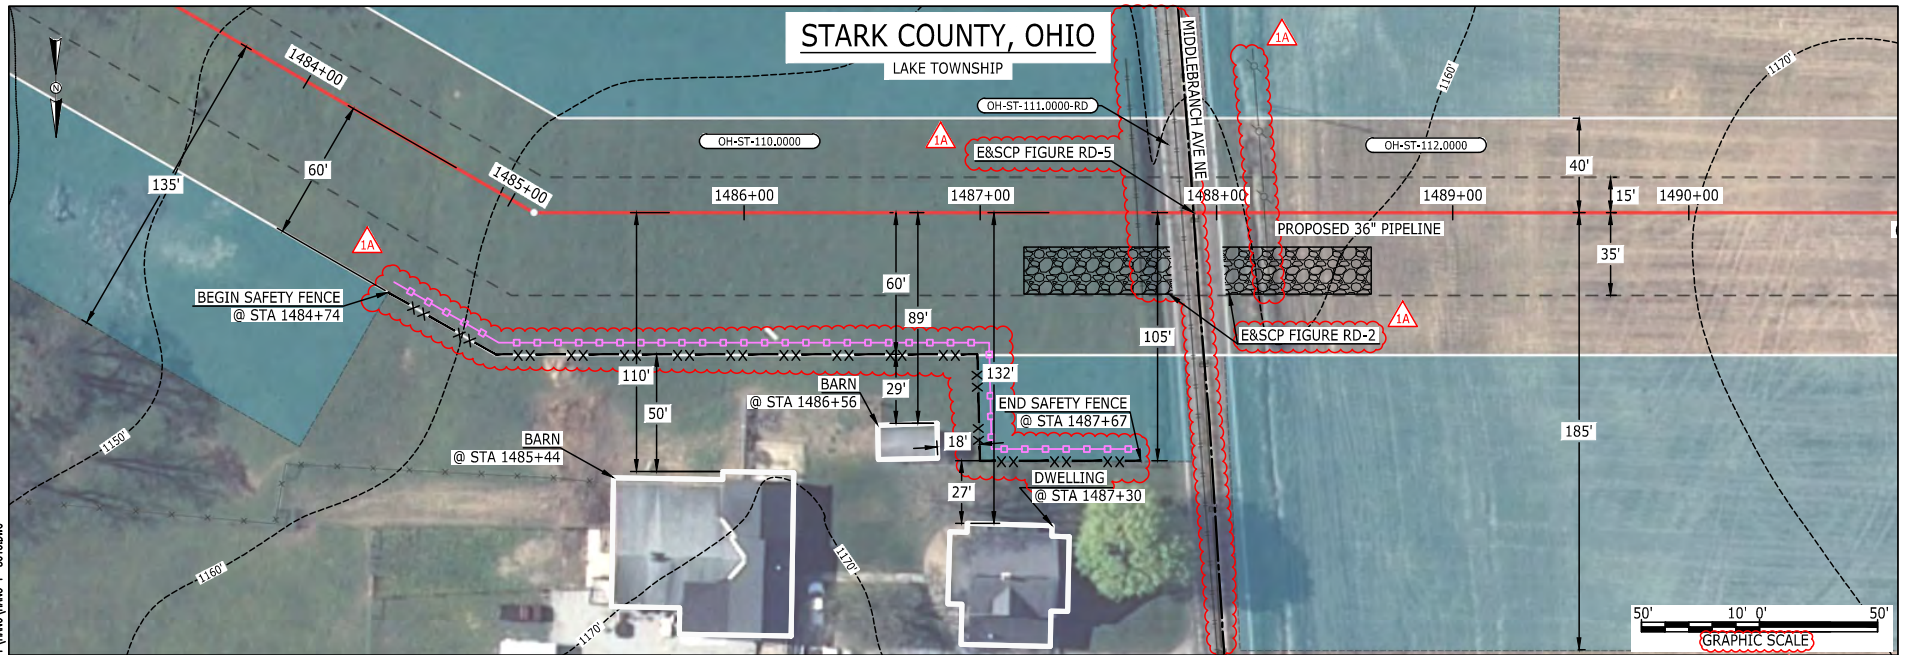 STARK COUNTY, OHIO
LAKE TOWNSHIP
1A
MIDDLEBRANCH AVE NE
1484+00
1160'
1170'
OH-ST-111.0000-RD
OH-ST-110.0000
1A
E&SCP FIGURE RD-5
OH-ST-112.0000
40'
60'
135'
1485+00
1486+00
1487+00
1488+00
1489+00
15'
1490+00
PROPOSED 36" PIPELINE
1A
35'
60'
BEGIN SAFETY FENCE
@ STA 1484+74
89'
1A
105'
E&SCP FIGURE RD-2
110'
132'
BARN
@ STA 1486+56
29'
50'
END SAFETY FENCE
@ STA 1487+67
185'
1150'
BARN
@ STA 1485+44
18'
DWELLING
@ STA 1487+30
27'
1160'
1170'
1170'
50' 10' 0' 50'
GRAPHIC SCALE